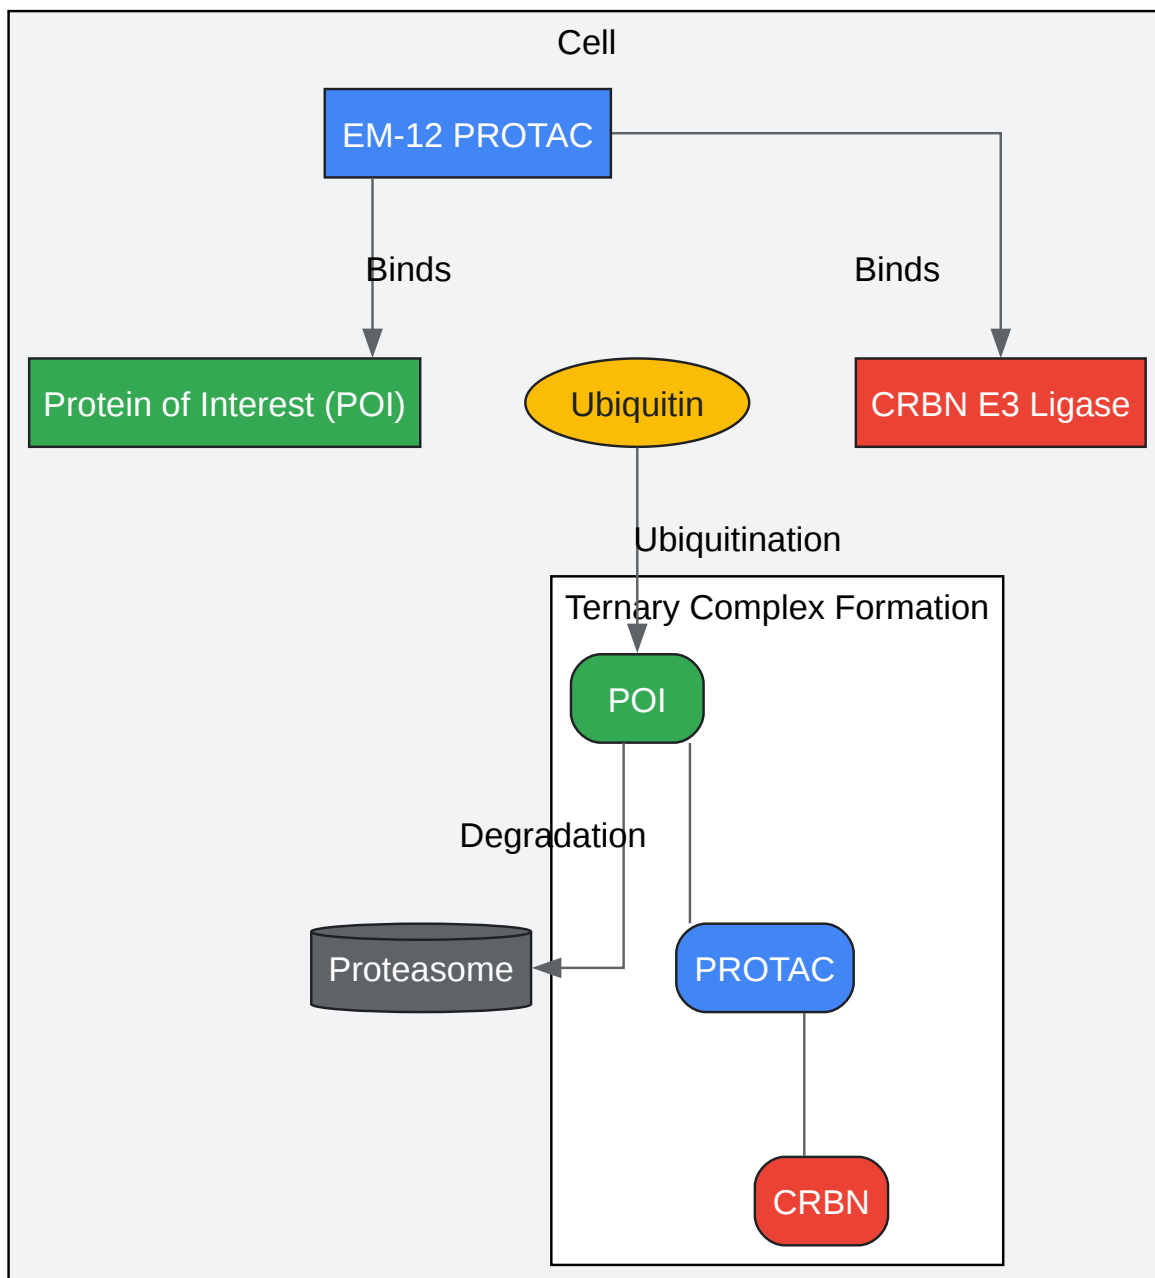 Cell
EM-12 PROTAC
Binds
Binds
Protein of Interest (POI)
Ubiquitin
CRBN E3 Ligase
Ubiquitination
Ternary Complex Formation
POI
Degradation
Proteasome
PROTAC
CRBN